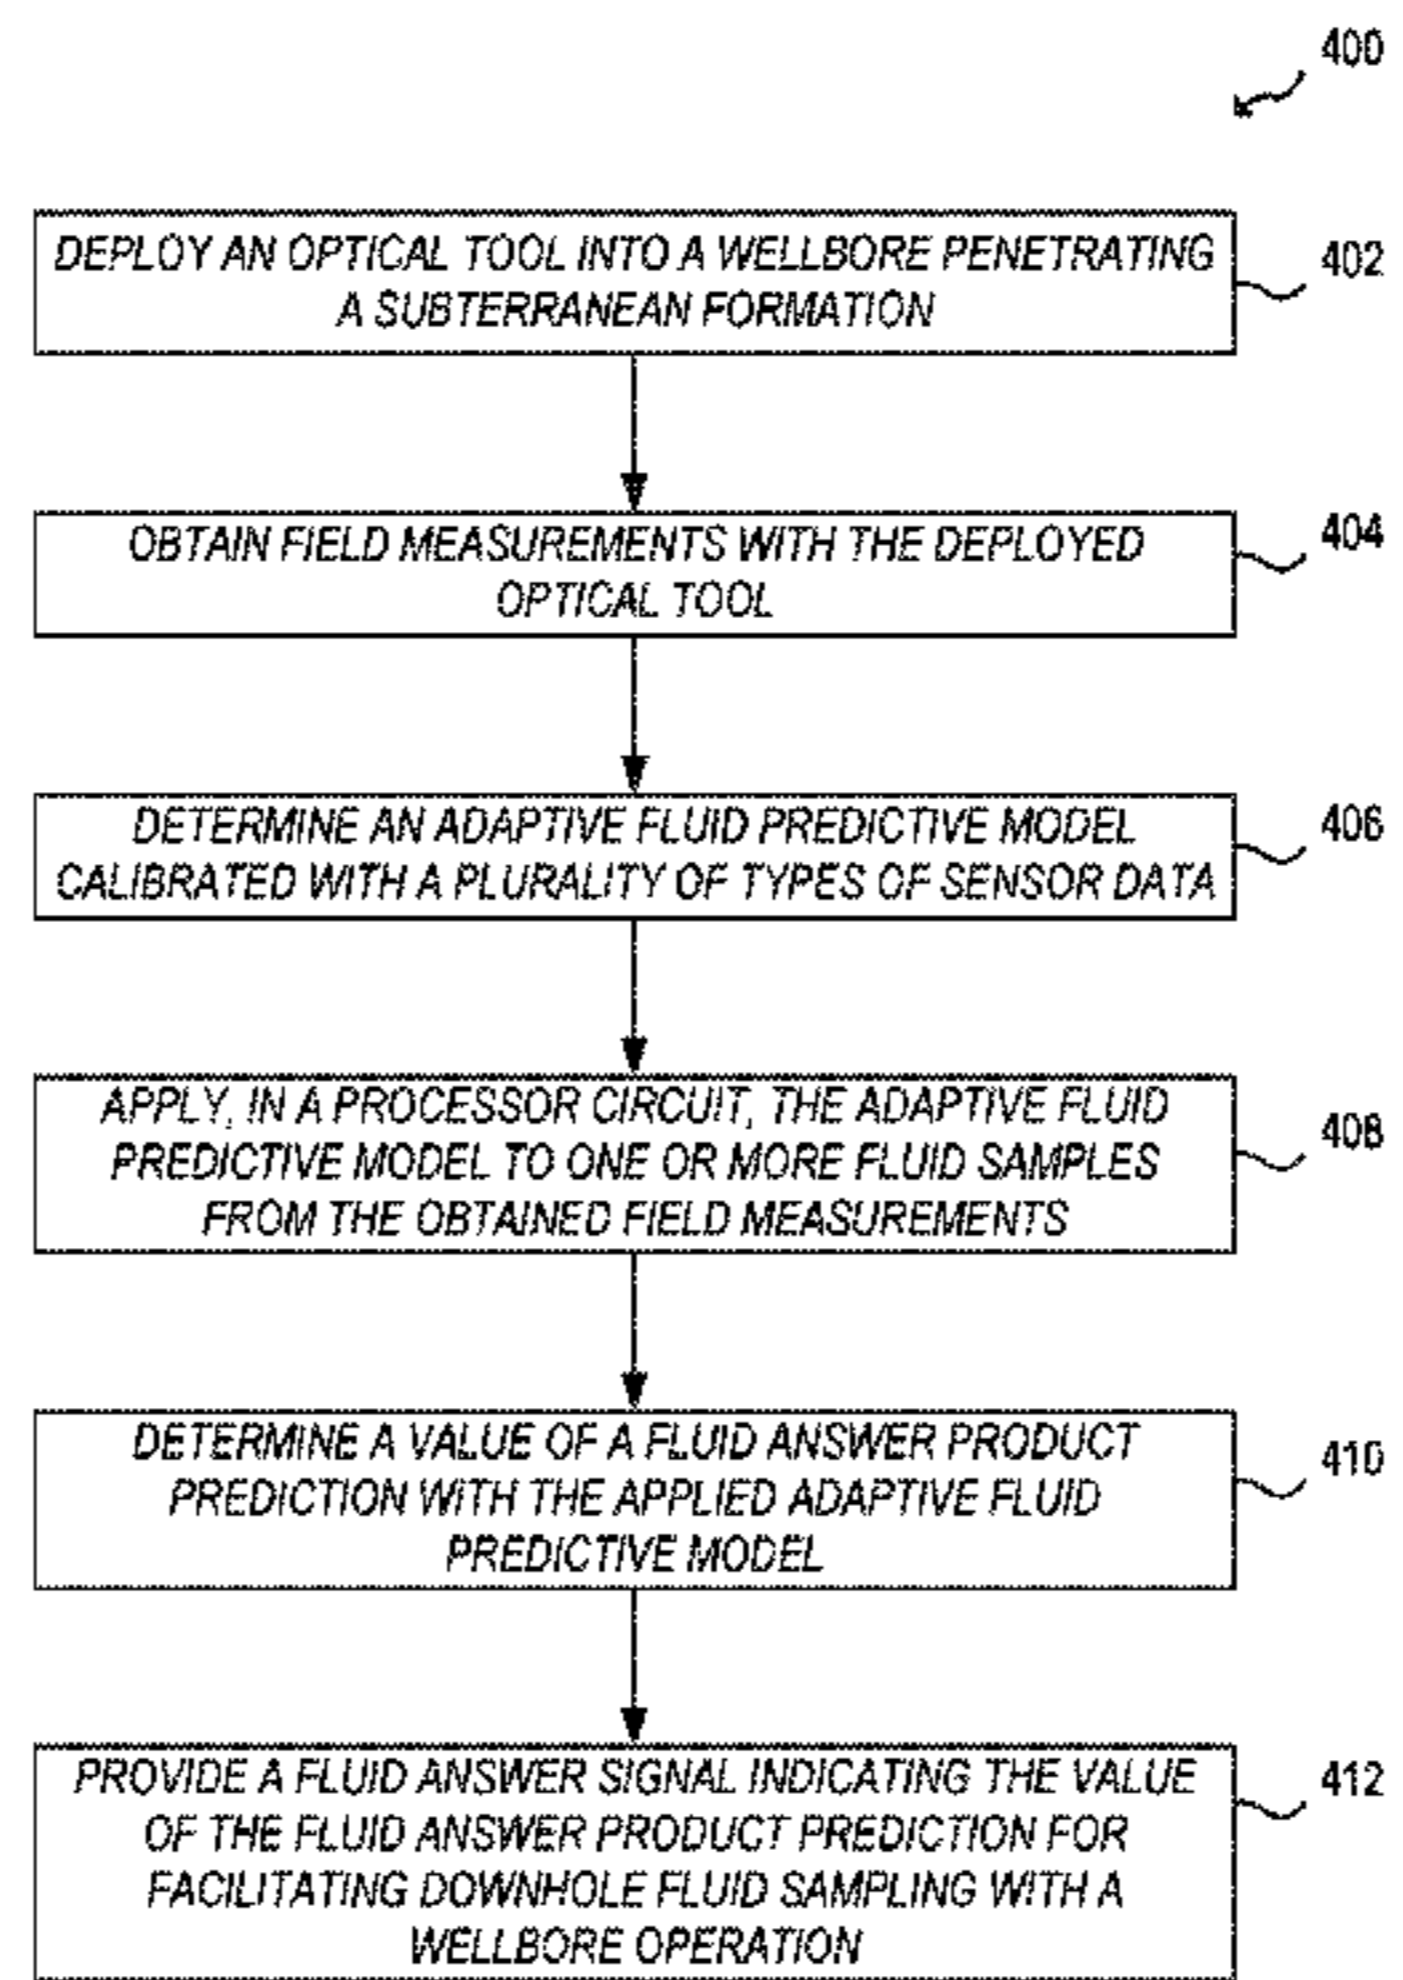 400
DEPLOY AN OPTICAL TOOL INTO A WELLBORE PENETRATING
A SUBTERRANEAN FORMATION
402
OBTAIN FIELD MEASUREMENTS WITH THE DEPLOYED
OPTICAL TOOL
404
DETERMINE AN ADAPTIVE FLUID PREDICTIVE MODEL
CALIBRATED WITH A PLURALITY OF TYPES OF SENSOR DATA
406
APPLY, IN A PROCESSOR CIRCUIT, THE ADAPTIVE FLUID
PREDICTIVE MODEL TO ONE OR MORE FLUID SAMPLES
FROM THE OBTAINED FIELD MEASUREMENTS
408
DETERMINE A VALUE OF A FLUID ANSWER PRODUCT
PREDICTION WITH THE APPLIED ADAPTIVE FLUID
PREDICTIVE MODEL
410
PROVIDE A FLUID ANSWER SIGNAL INDICATING THE VALUE
OF THE FLUID ANSWER PRODUCT PREDICTION FOR
FACILITATING DOWNHOLE FLUID SAMPLING WITH A
WELLBORE OPERATION
412